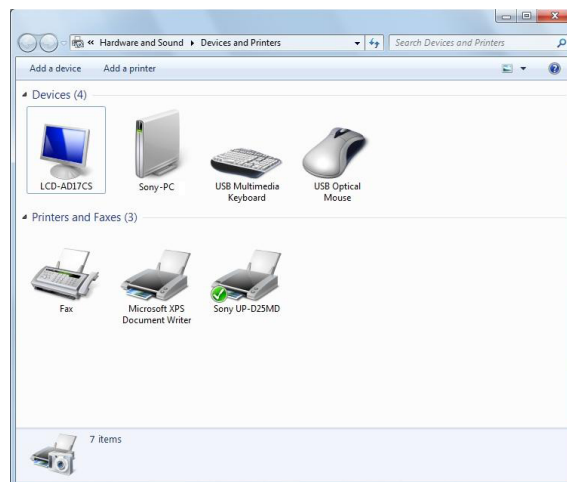 « Hardware and Sound ▸ Devices and Printers
Search Devices and Printers
Add a device Add a printer
Devices (4)
LCD-AD17CS
Sony-PC
USB Multimedia
Keyboard
USB Optical
Mouse
Printers and Faxes (3)
Fax
Microsoft XPS
Document Writer
Sony UP-D25MD
7 items